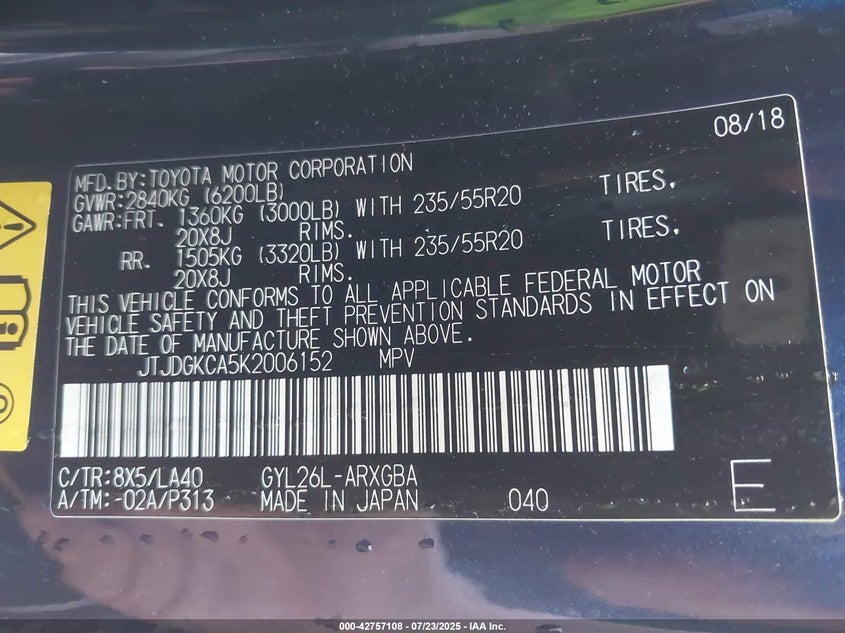 08/18
MFD.BY:TOYOTA MOTOR CORPORATION
GVWR:2840KG (6200LB)
GAWR:FRT. 1360KG (3000LB) WITH 235/55R20 TIRES.
20X8J RIMS.
RR. 1505KG (3320LB) WITH 235/55R20 TIRES.
20X8J RIMS.
THIS VEHICLE CONFORMS TO ALL APPLICABLE FEDERAL MOTOR
VEHICLE SAFETY AND THEFT PREVENTION STANDARDS IN EFFECT ON
THE DATE OF MANUFACTURE SHOWN ABOVE.
JTJDGKCA5K2006152 MPV
C/TR:8X5/LA40 GYL26L-ARXGBA
A/TM:-02A/P313 MADE IN JAPAN 040 E
000-42757108 - 07/23/2025 - IAA Inc.